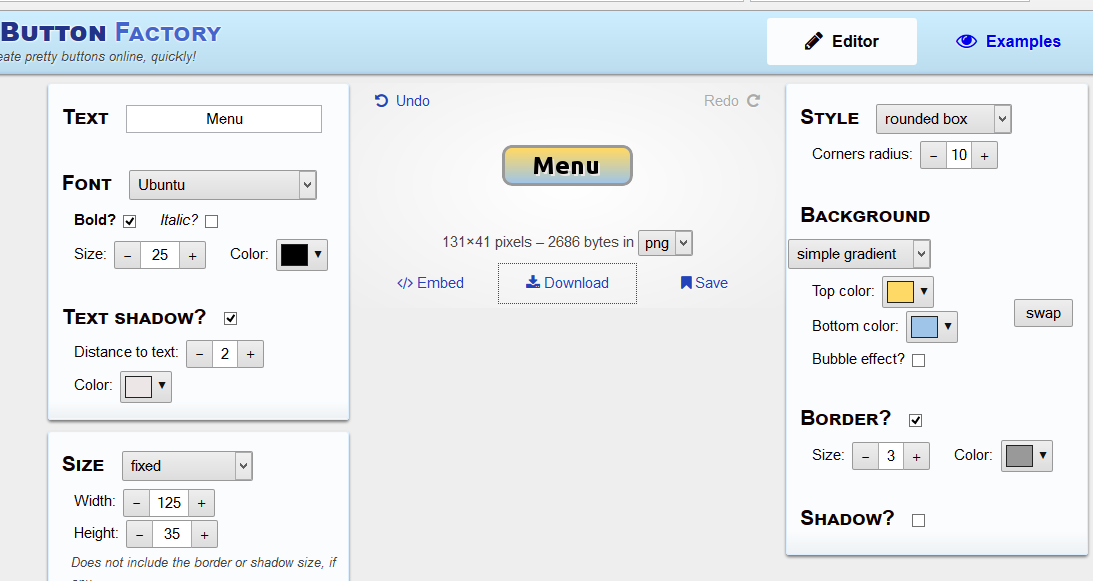 Button Factory
eate pretty buttons online, quickly!
Editor
Examples
Text
Menu
Font
Ubuntu
Bold?
Italic?
Size: – 25 +
Color:
Text shadow?
Distance to text: – 2 +
Color:
Size
fixed
Width: – 125 +
Height: – 35 +
Does not include the border or shadow size, if
Undo
Redo
Menu
131×41 pixels – 2686 bytes in png
</> Embed
Download
Save
Style
rounded box
Corners radius: – 10 +
Background
simple gradient
Top color:
Bottom color:
swap
Bubble effect?
Border?
Size: – 3 +
Color:
Shadow?